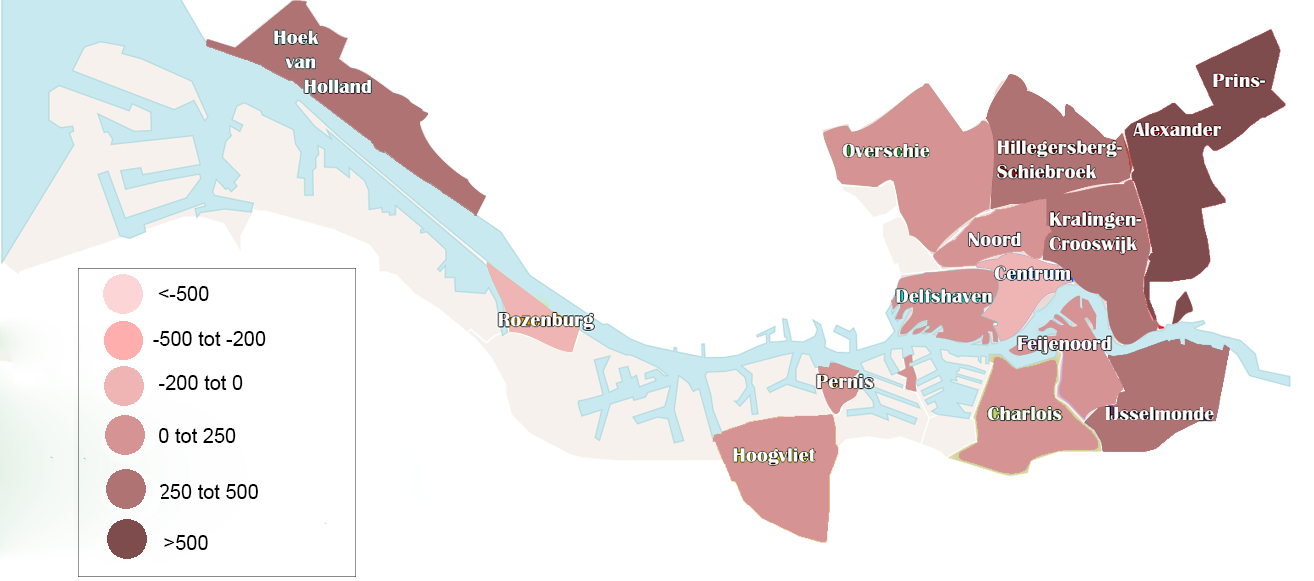 Hoek
van
Holland
Prins-
Alexander
Overschie
Hillegersberg-
Schiebroek
Kralingen-
Crooswijk
Noord
Centrum
Delfshaven
Rozenburg
Feijenoord
Pernis
Charlois
IJsselmonde
Hoogvliet
<-500
-500 tot -200
-200 tot 0
0 tot 250
250 tot 500
>500